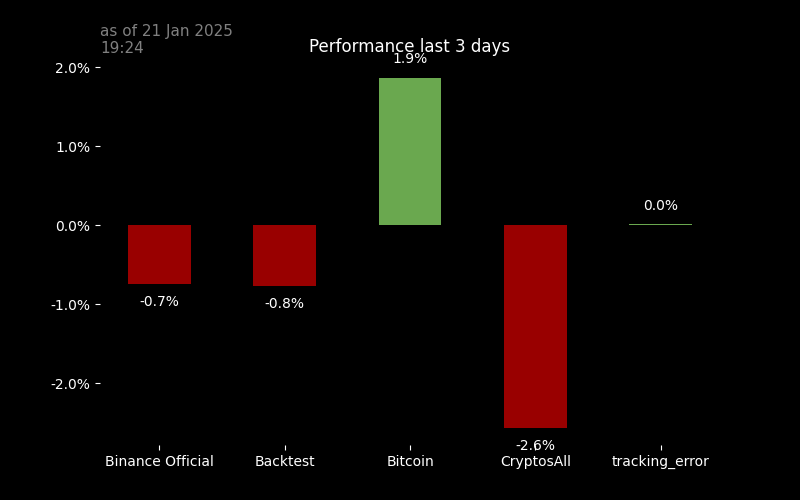 as of 21 Jan 2025
19:24
Performance last 3 days
1.9%
2.0%
1.0%
0.0%
0.0%
-0.7%
-0.8%
-1.0%
-2.0%
-2.6%
Binance Official
Backtest
Bitcoin
CryptosAll
tracking_error